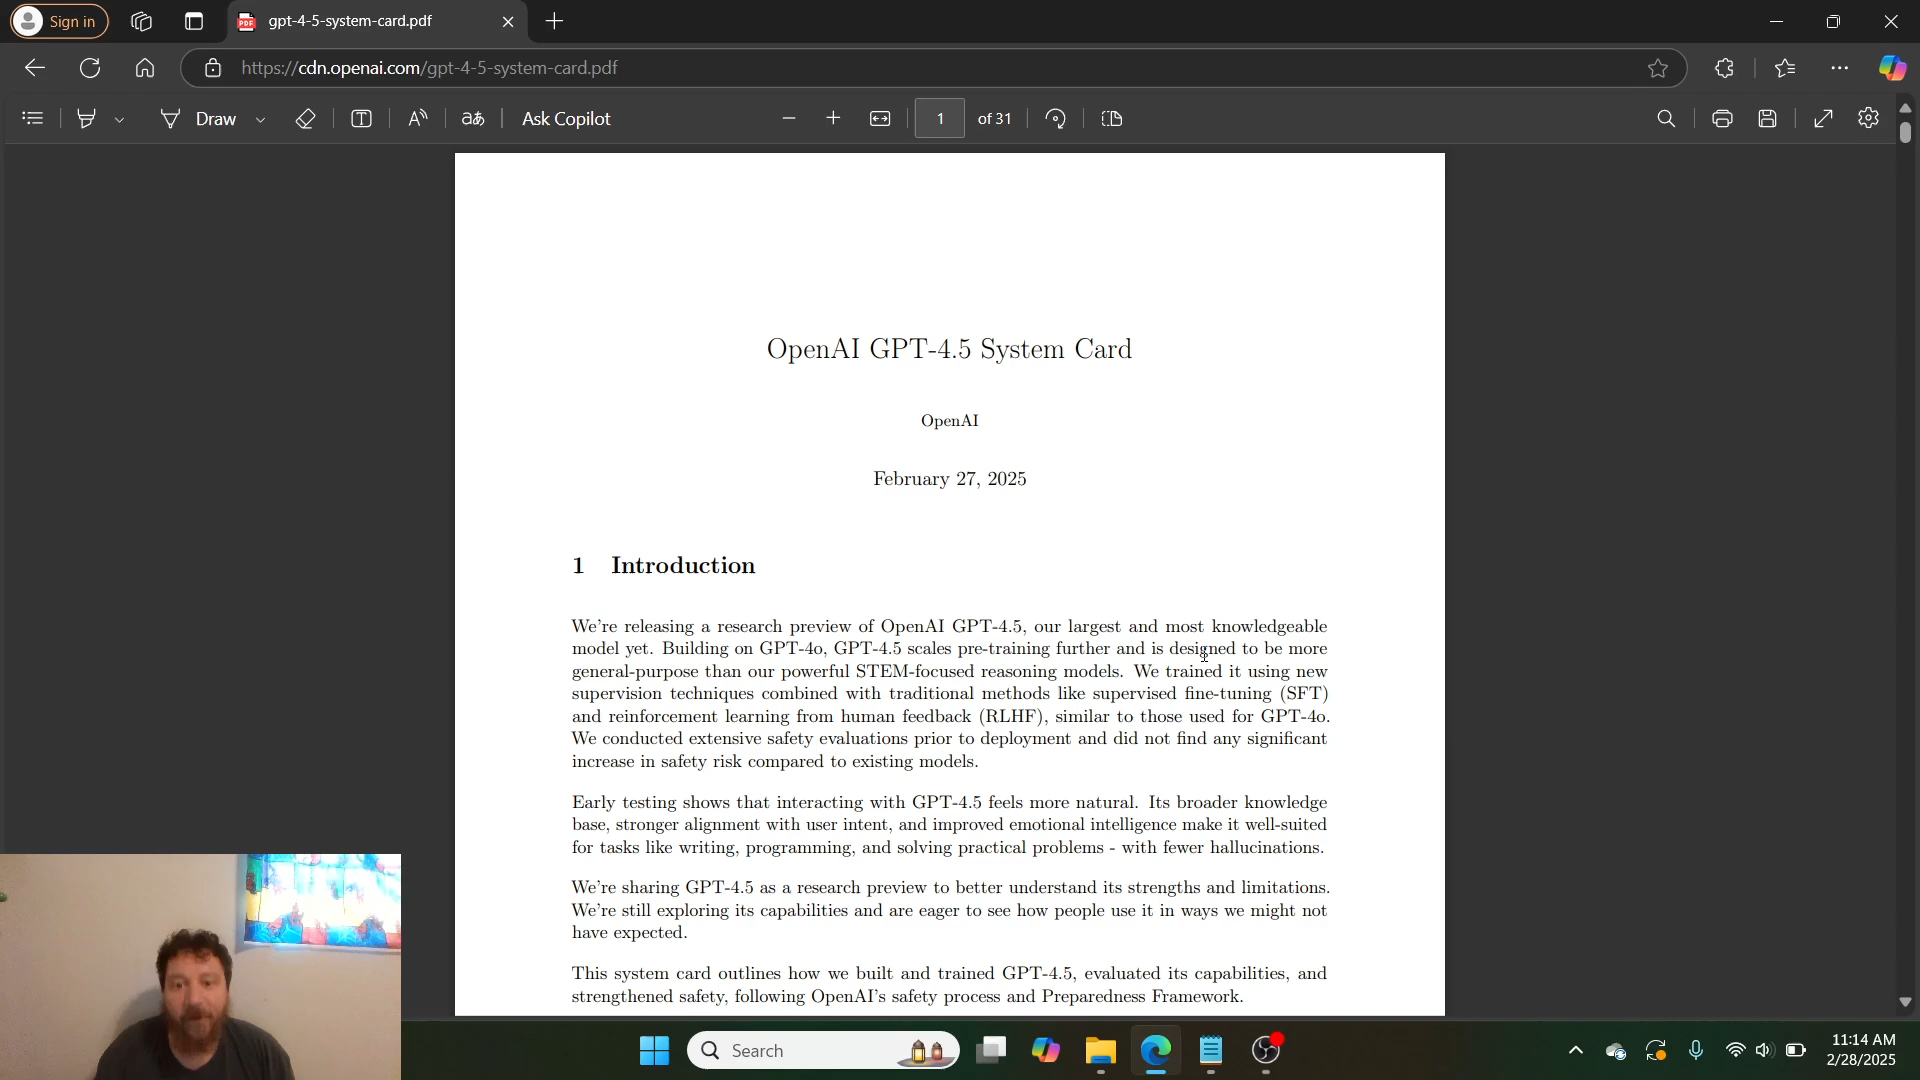 Sign in
gpt-4-5-system-card.pdf
https://cdn.openai.com/gpt-4-5-system-card.pdf
Draw
aあ
Ask Copilot
1 of 31
OpenAI GPT-4.5 System Card
OpenAI
February 27, 2025
1 Introduction
We're releasing a research preview of OpenAI GPT-4.5, our largest and most knowledgeable
model yet. Building on GPT-4o, GPT-4.5 scales pre-training further and is designed to be more
general-purpose than our powerful STEM-focused reasoning models. We trained it using new
supervision techniques combined with traditional methods like supervised fine-tuning (SFT)
and reinforcement learning from human feedback (RLHF), similar to those used for GPT-4o.
We conducted extensive safety evaluations prior to deployment and did not find any significant
increase in safety risk compared to existing models.
Early testing shows that interacting with GPT-4.5 feels more natural. Its broader knowledge
base, stronger alignment with user intent, and improved emotional intelligence make it well-suited
for tasks like writing, programming, and solving practical problems - with fewer hallucinations.
We're sharing GPT-4.5 as a research preview to better understand its strengths and limitations.
We're still exploring its capabilities and are eager to see how people use it in ways we might not
have expected.
This system card outlines how we built and trained GPT-4.5, evaluated its capabilities, and
strengthened safety, following OpenAI's safety process and Preparedness Framework.
Search
11:14 AM
2/28/2025